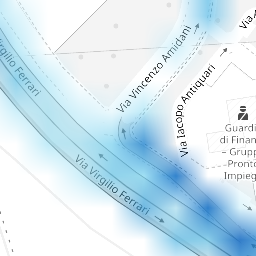 Via Vincenzo Amidani
Via
Virgilio Ferrari
Via Iacopo Antiquari
Guardi
di Finan
– Grupp
Pronto
Impieg
Via Virgilio Ferrari